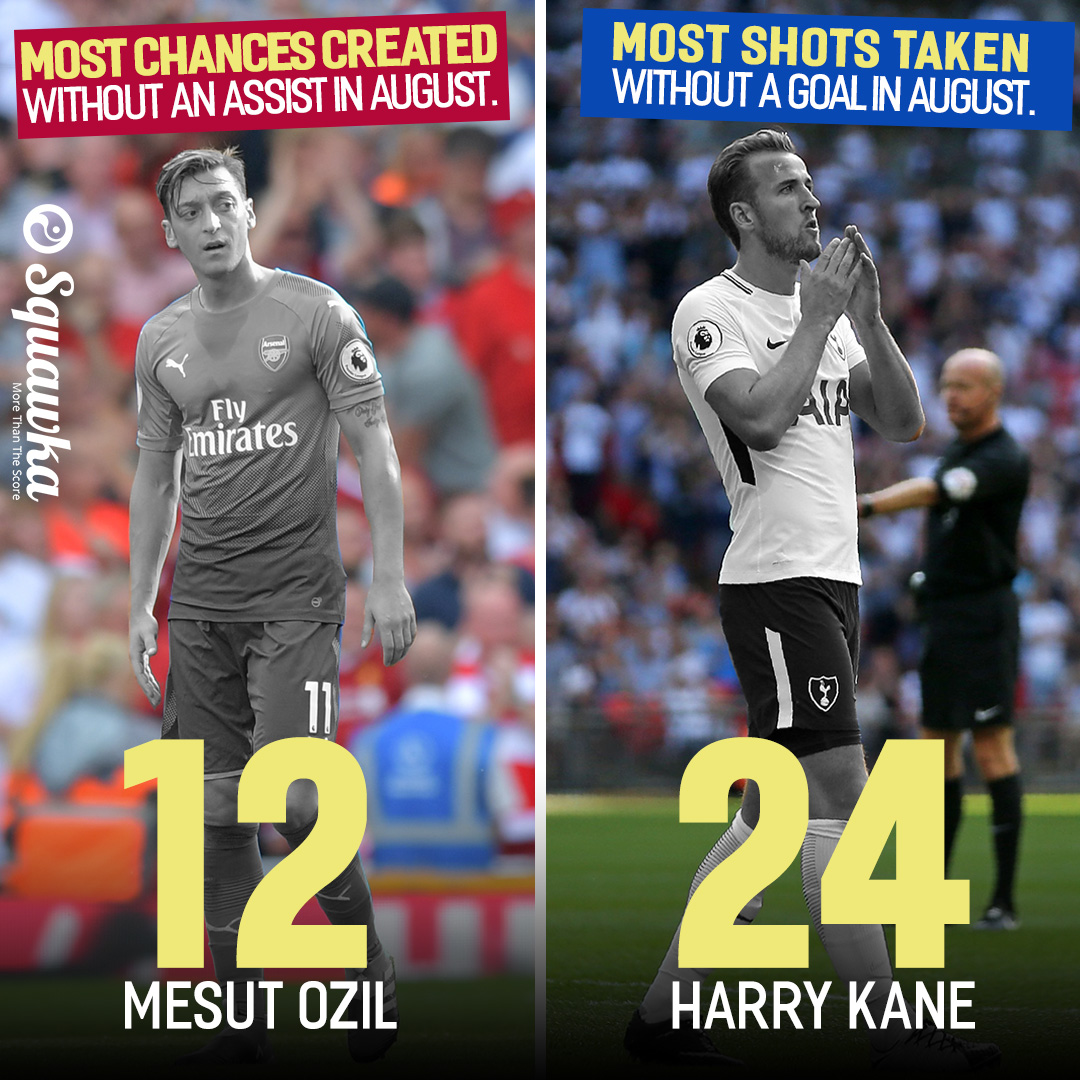 MOST CHANCES CREATED
WITHOUT AN ASSIST IN AUGUST.
MOST SHOTS TAKEN
WITHOUT A GOAL IN AUGUST.
Squawka
More Than The Score
Arsenal
Fly
Emirates
11
AIA
12
MESUT OZIL
24
HARRY KANE